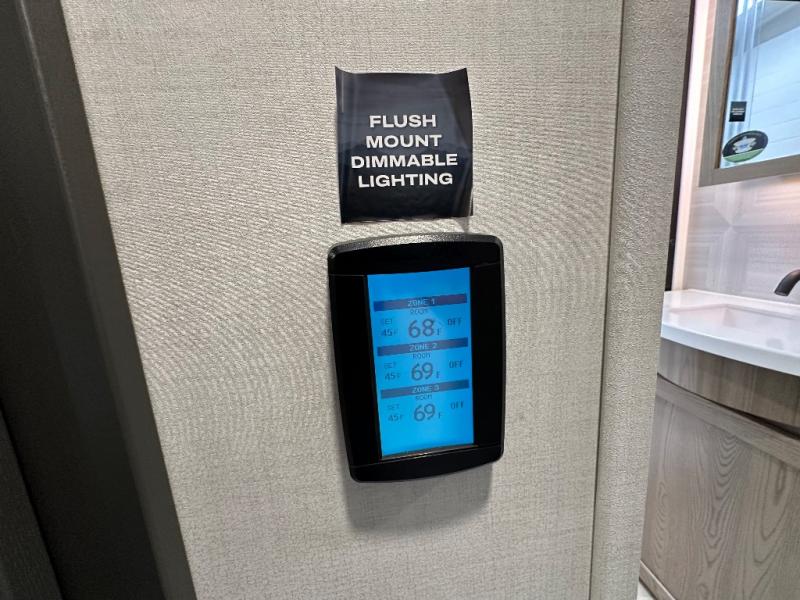 FLUSH
MOUNT
DIMMABLE
LIGHTING
ZONE 1
ROOM
SET 68F OFF
45F
ZONE 2
ROOM
SET 69F OFF
45F
ZONE 3
ROOM
SET 69F OFF
45F